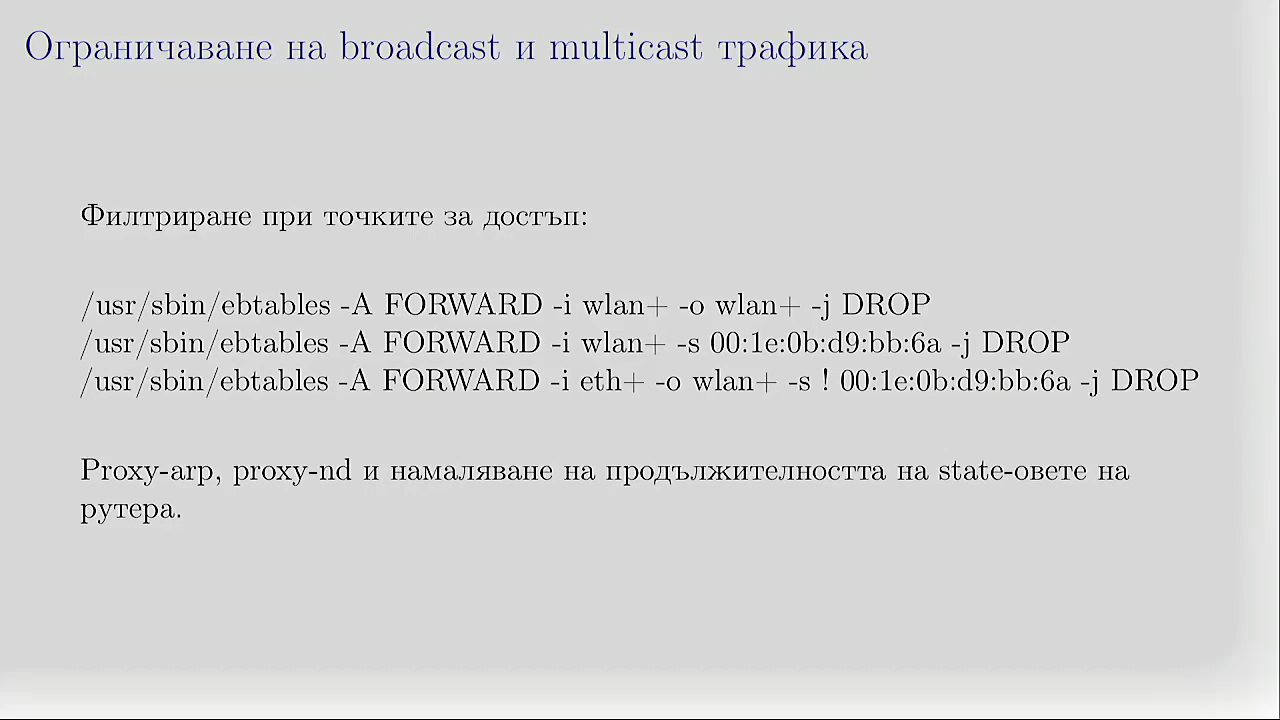 Ограничаване на broadcast и multicast трафика
Филтриране при точките за достъп:
/usr/sbin/ebtables -A FORWARD -i wlan+ -o wlan+ -j DROP
/usr/sbin/ebtables -A FORWARD -i wlan+ -s 00:1e:0b:d9:bb:6a -j DROP
/usr/sbin/ebtables -A FORWARD -i eth+ -o wlan+ -s ! 00:1e:0b:d9:bb:6a -j DROP
Proxy-arp, proxy-nd и намаляване на продължителността на state-овете на
рутера.